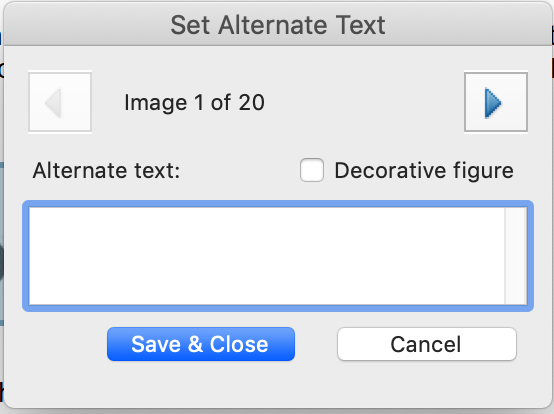 Set Alternate Text
Image 1 of 20
Alternate text: Decorative figure
Save & Close Cancel